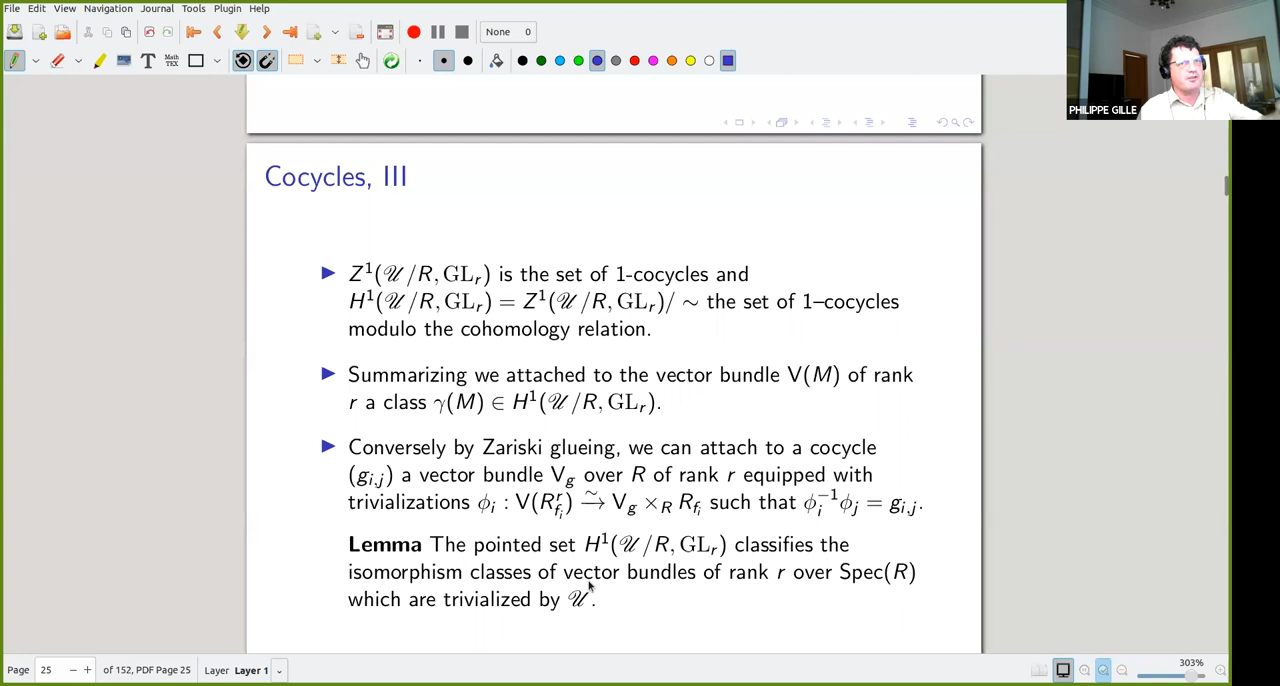 File Edit View Navigation Journal Tools Plugin Help
None 0
PHILIPPE GILLE
Cocycles, III
▶ Z¹(𝒰/R, GL_r) is the set of 1-cocycles and
H¹(𝒰/R, GL_r) = Z¹(𝒰/R, GL_r)/ ∼ the set of 1–cocycles
modulo the cohomology relation.
▶ Summarizing we attached to the vector bundle V(M) of rank
r a class γ(M) ∈ H¹(𝒰/R, GL_r).
▶ Conversely by Zariski glueing, we can attach to a cocycle
(g_{i,j}) a vector bundle V_g over R of rank r equipped with
trivializations ϕ_i : V(R^r_{f_i}) →~ V_g ×_R R_{f_i} such that ϕ_i^{-1}ϕ_j = g_{i,j}.
Lemma The pointed set H¹(𝒰/R, GL_r) classifies the
isomorphism classes of vector bundles of rank r over Spec(R)
which are trivialized by 𝒰.
Page 25 of 152, PDF Page 25 Layer Layer 1 303%